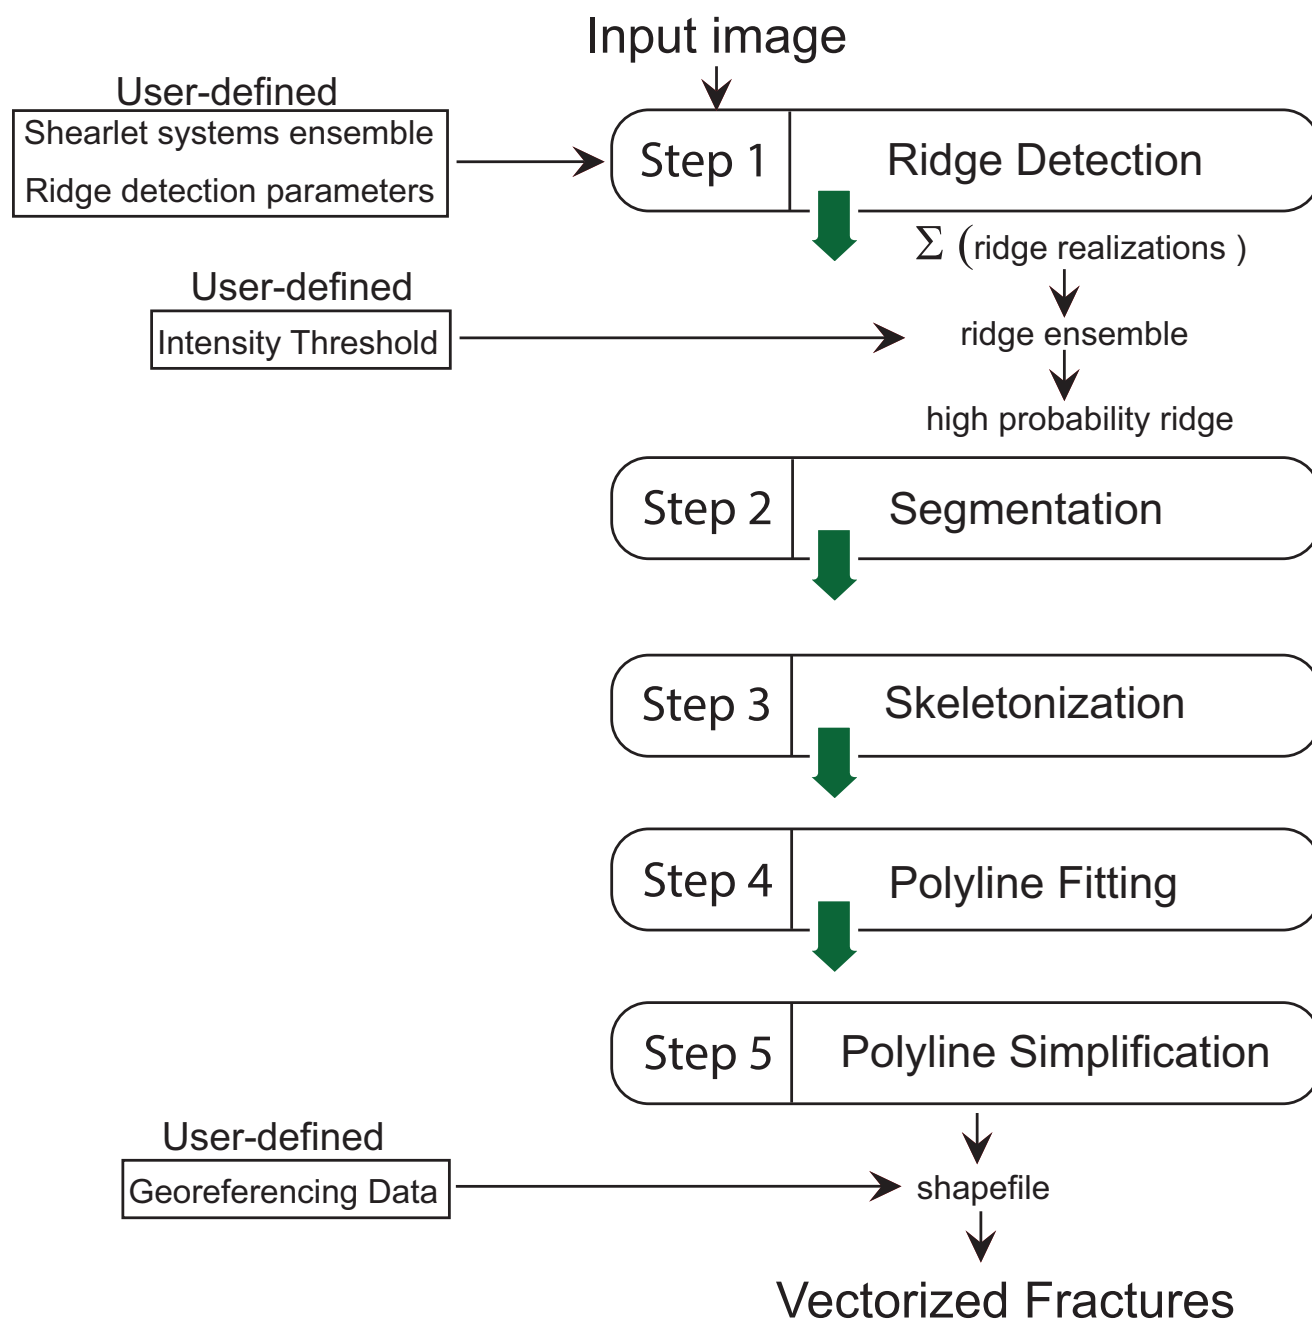 Input image
User-defined
Shearlet systems ensemble
Ridge detection parameters
Step 1 Ridge Detection
Σ (ridge realizations )
User-defined
Intensity Threshold
ridge ensemble
high probability ridge
Step 2 Segmentation
Step 3 Skeletonization
Step 4 Polyline Fitting
Step 5 Polyline Simplification
User-defined
Georeferencing Data
shapefile
Vectorized Fractures